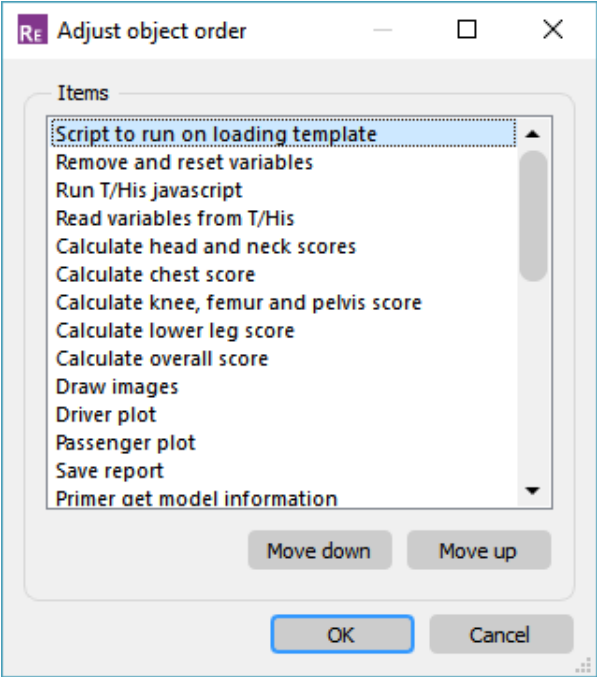 RE Adjust object order
Items
Script to run on loading template
Remove and reset variables
Run T/His javascript
Read variables from T/His
Calculate head and neck scores
Calculate chest score
Calculate knee, femur and pelvis score
Calculate lower leg score
Calculate overall score
Draw images
Driver plot
Passenger plot
Save report
Primer get model information
Move down Move up
OK Cancel